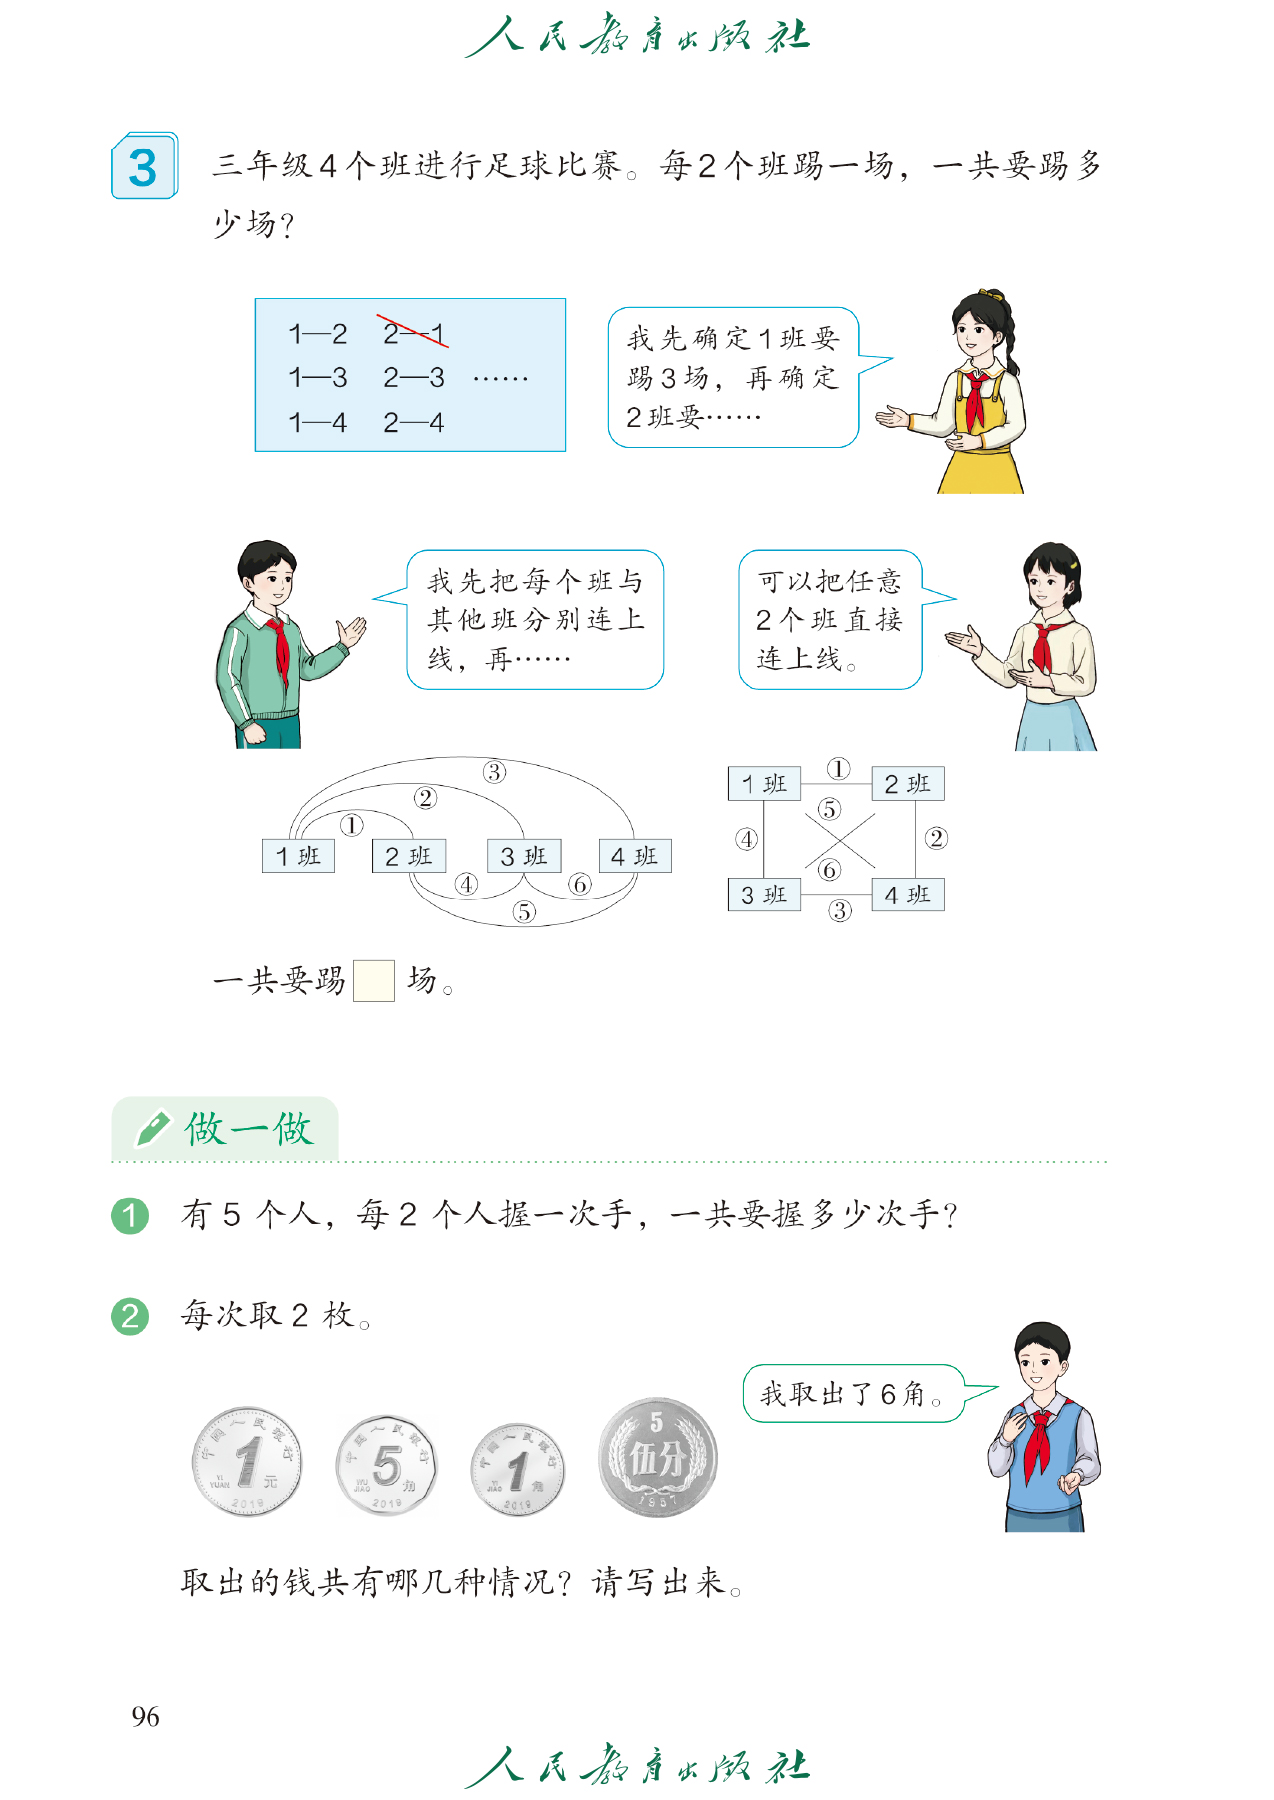 人民教育出版社
3
三年级4个班进行足球比赛。每2个班踢一场，一共要踢多
少场？
1—2 2—1
1—3 2—3 ……
1—4 2—4
我先确定1班要
踢3场，再确定
2班要……
我先把每个班与
其他班分别连上
线，再……
可以把任意
2个班直接
连上线。
③
②
①
1班 2班 3班 4班
④ ⑥
⑤
1班 ① 2班
⑤
④ ②
⑥
3班 ③ 4班
一共要踢 场。
做一做
1 有5个人，每2个人握一次手，一共要握多少次手？
2 每次取2枚。
我取出了6角。
中国人民银行 1 元 YI YUAN 2019
中国人民银行 5 角 WU JIAO 2019
中国人民银行 1 角 YI JIAO 2019
5 伍分 1957
取出的钱共有哪几种情况？请写出来。
96
人民教育出版社